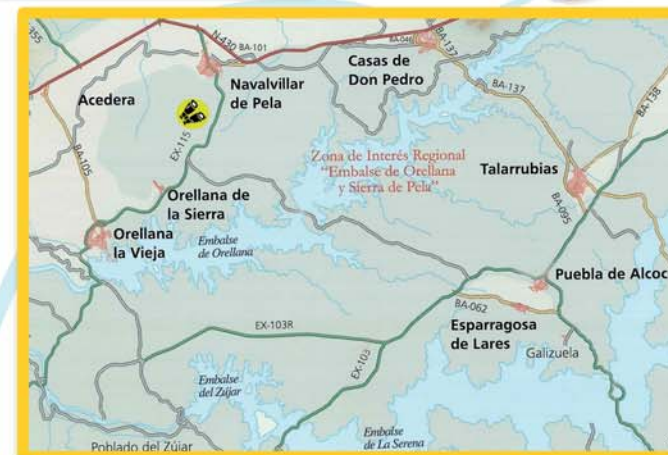 N-430
BA-101
BA-046
BA-137
Casas de
Don Pedro
Navalvillar
de Pela
Acedera
BA-137
BA-138
EX-115
BA-105
Zona de Interés Regional
"Embalse de Orellana
y Sierra de Pela"
Talarrubias
Orellana de
la Sierra
BA-095
Orellana
la Vieja
Embalse
de Orellana
Puebla de Alcoc
BA-062
EX-103R
Esparragosa
de Lares
Galizuela
EX-103
Embalse
del Zújar
Embalse
de La Serena
Poblado del Zújar